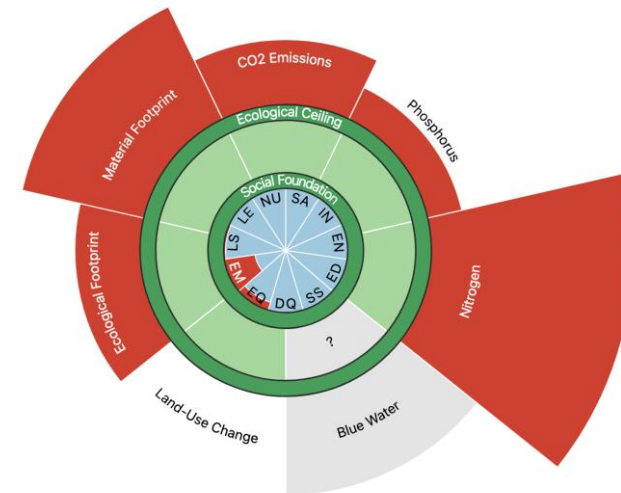 CO2 Emissions
Phosphorus
Nitrogen
Blue Water
Land-Use Change
Ecological Footprint
Material Footprint
Ecological Ceiling
Social Foundation
SA
IN
EN
ED
SS
DQ
EQ
EM
LS
LE
NU
?